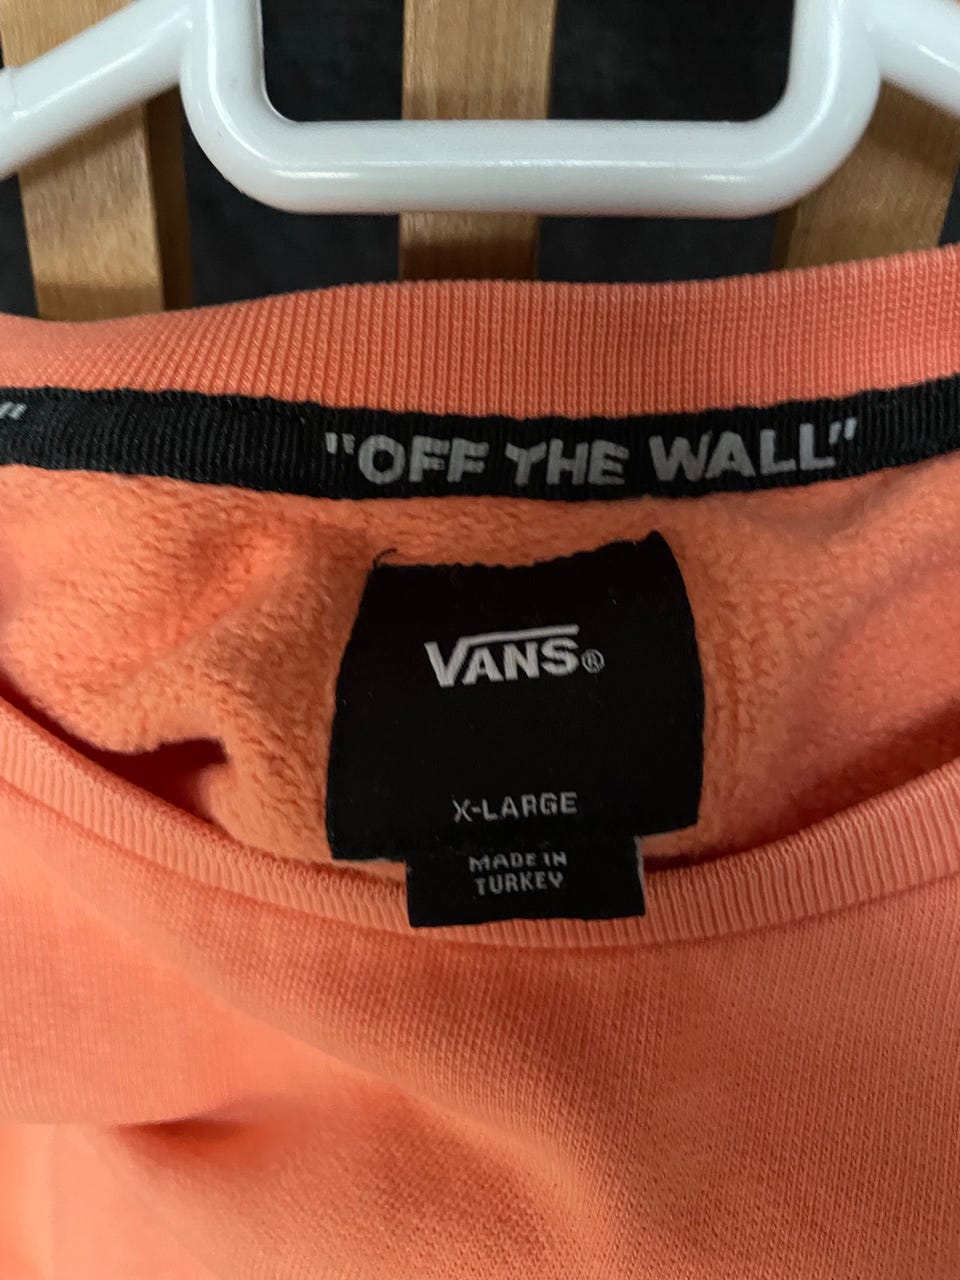 "
"OFF THE WALL"
VANS®
X-LARGE
MADE IN
TURKEY